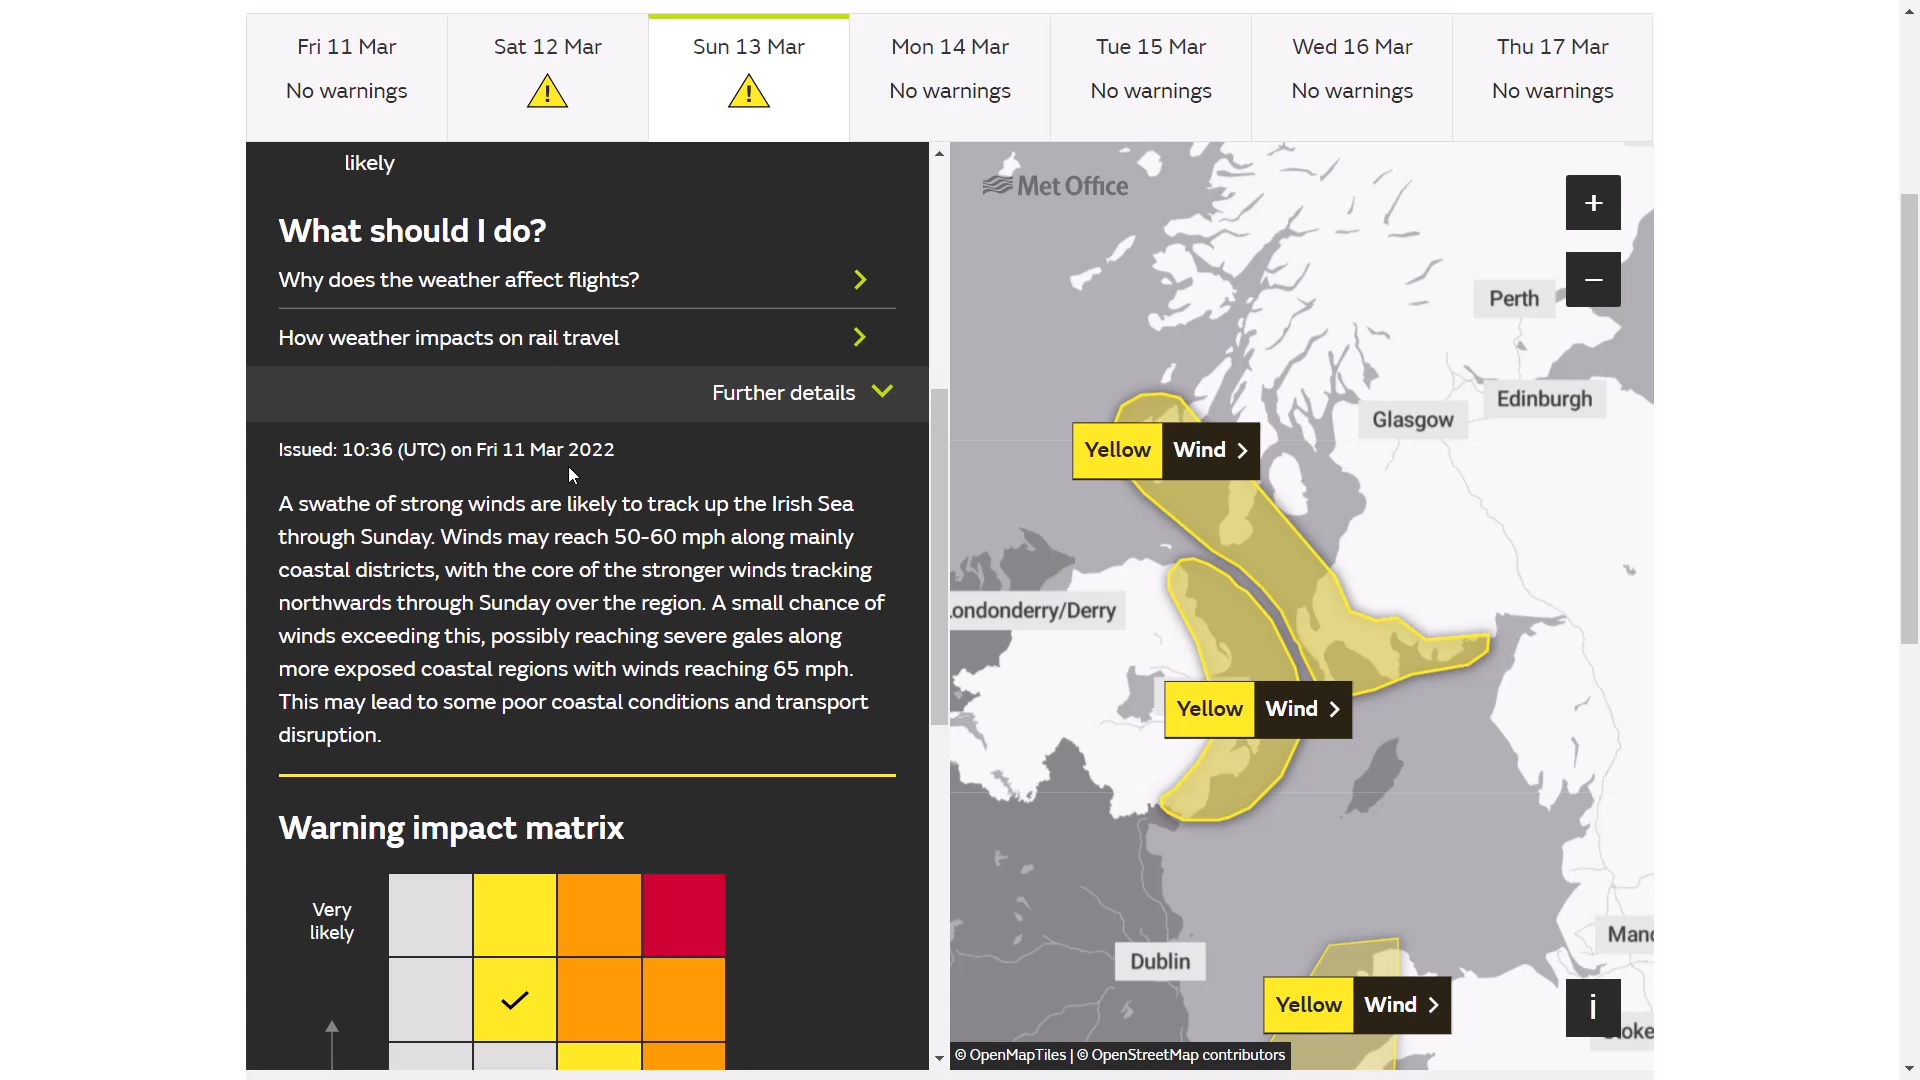 Fri 11 Mar
No warnings
Sat 12 Mar
Sun 13 Mar
Mon 14 Mar
No warnings
Tue 15 Mar
No warnings
Wed 16 Mar
No warnings
Thu 17 Mar
No warnings
likely
What should I do?
Why does the weather affect flights?
How weather impacts on rail travel
Further details
Issued: 10:36 (UTC) on Fri 11 Mar 2022
A swathe of strong winds are likely to track up the Irish Sea
through Sunday. Winds may reach 50-60 mph along mainly
coastal districts, with the core of the stronger winds tracking
northwards through Sunday over the region. A small chance of
winds exceeding this, possibly reaching severe gales along
more exposed coastal regions with winds reaching 65 mph.
This may lead to some poor coastal conditions and transport
disruption.
Warning impact matrix
Very
likely
Met Office
+
−
Perth
Edinburgh
Glasgow
Yellow Wind
ondonderry/Derry
Yellow Wind
Manc
Dublin
Yellow Wind
i
oke
© OpenMapTiles | © OpenStreetMap contributors